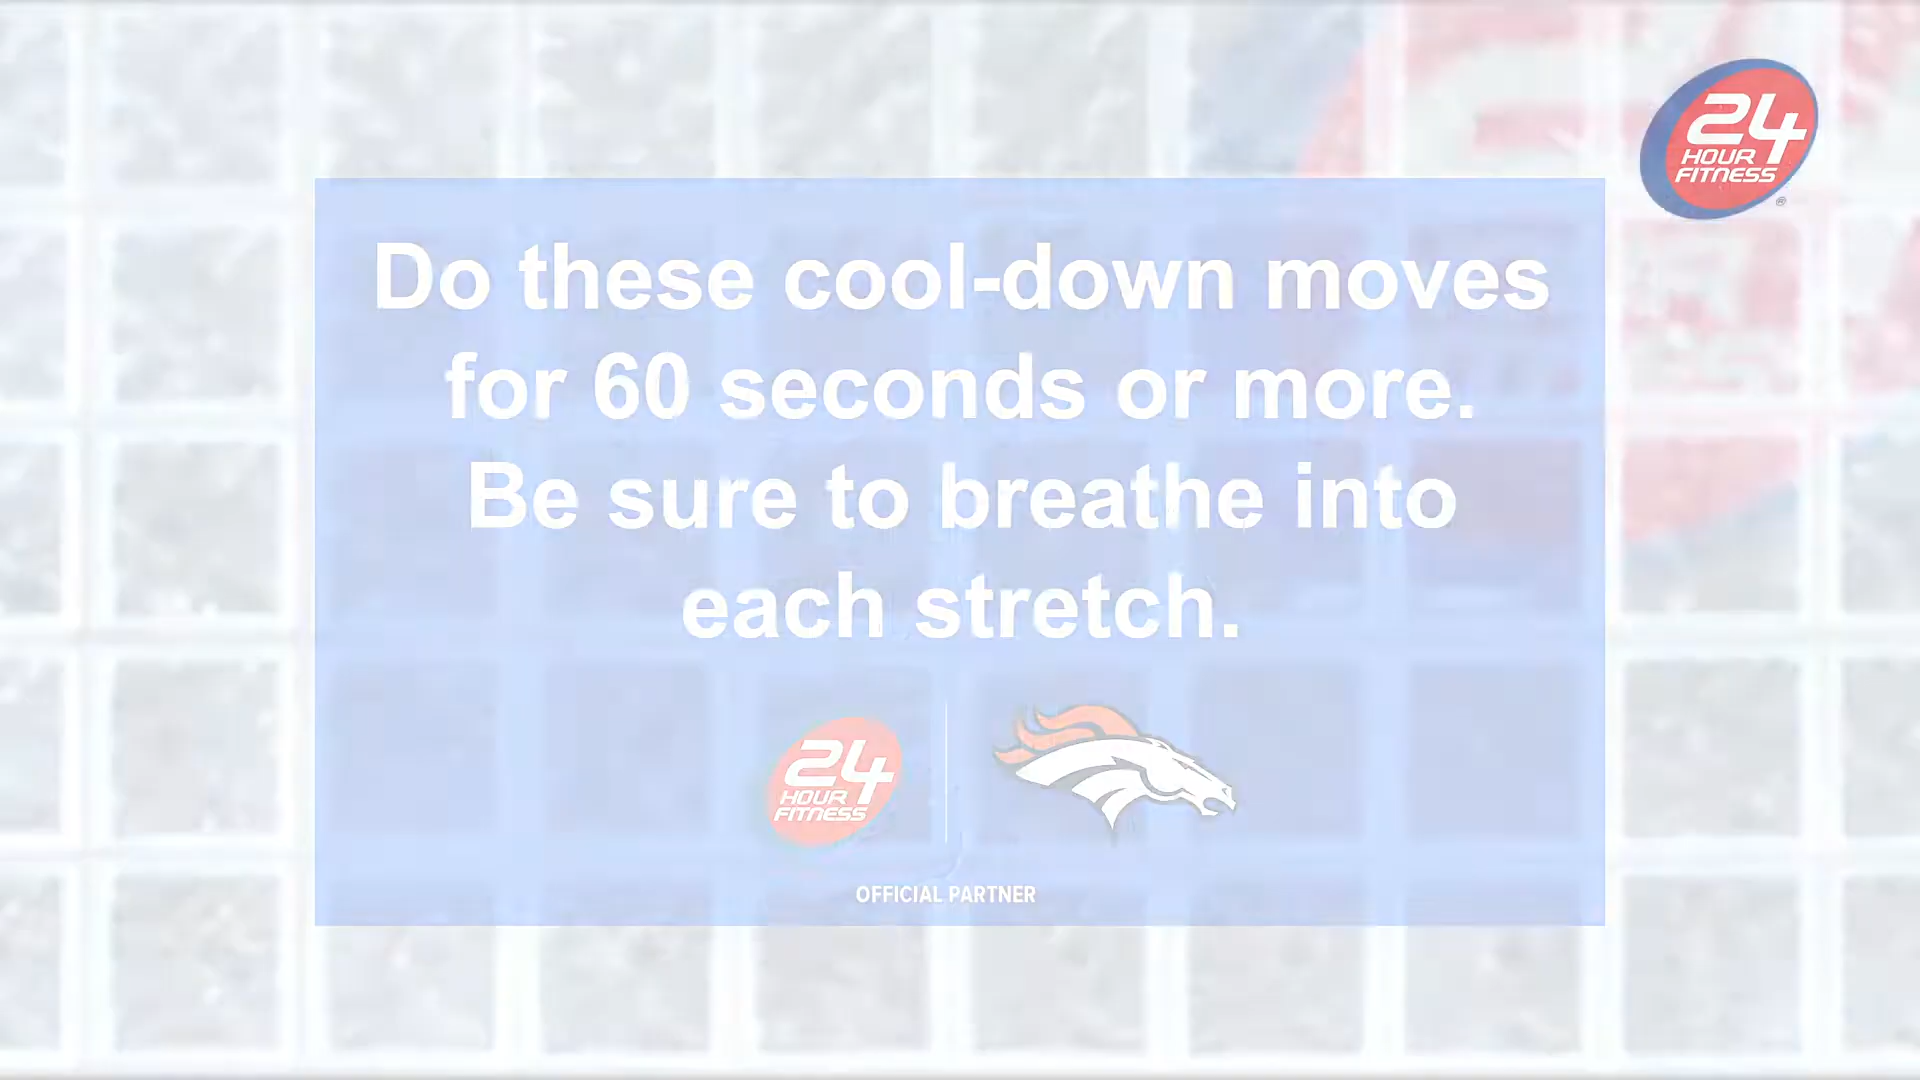 24
HOUR
FITNESS
®
Do these cool-down moves
for 60 seconds or more.
Be sure to breathe into
each stretch.
24
HOUR
FITNESS
OFFICIAL PARTNER